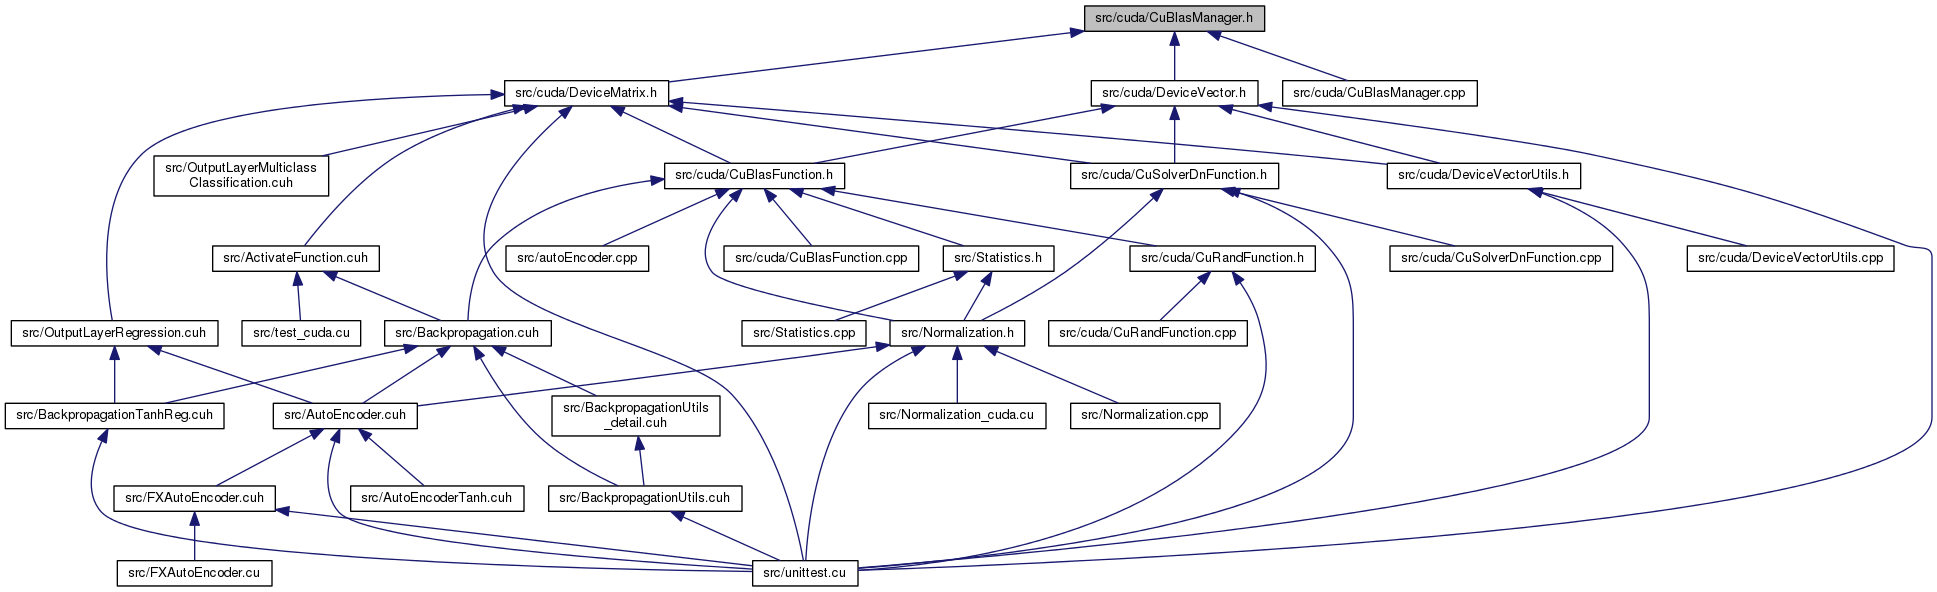 src/cuda/CuBlasManager.h
src/cuda/DeviceMatrix.h
src/cuda/DeviceVector.h
src/cuda/CuBlasManager.cpp
src/OutputLayerMulticlass
Classification.cuh
src/cuda/CuBlasFunction.h
src/cuda/CuSolverDnFunction.h
src/cuda/DeviceVectorUtils.h
src/ActivateFunction.cuh
src/autoEncoder.cpp
src/cuda/CuBlasFunction.cpp
src/Statistics.h
src/cuda/CuRandFunction.h
src/cuda/CuSolverDnFunction.cpp
src/cuda/DeviceVectorUtils.cpp
src/OutputLayerRegression.cuh
src/test_cuda.cu
src/Backpropagation.cuh
src/Statistics.cpp
src/Normalization.h
src/cuda/CuRandFunction.cpp
src/BackpropagationTanhReg.cuh
src/AutoEncoder.cuh
src/BackpropagationUtils
_detail.cuh
src/Normalization_cuda.cu
src/Normalization.cpp
src/FXAutoEncoder.cuh
src/AutoEncoderTanh.cuh
src/BackpropagationUtils.cuh
src/FXAutoEncoder.cu
src/unittest.cu